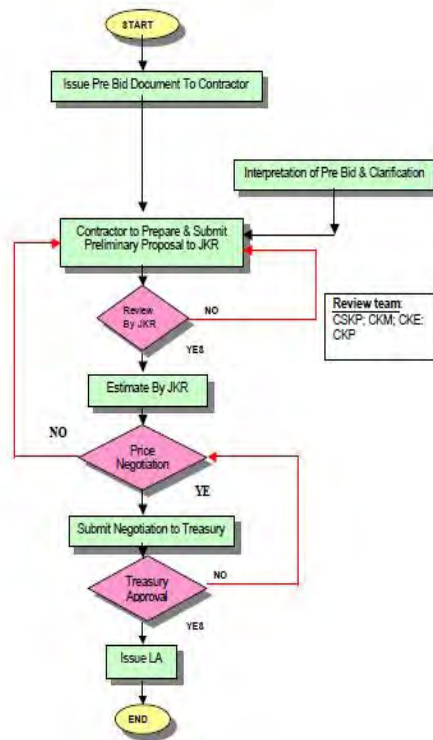 START
Issue Pre Bid Document To Contractor
Interpretation of Pre Bid & Clarification
Contractor to Prepare & Submit
Preliminary Proposal to JKR
Review
By JKR
NO
YES
Review team:
CSKP; CKM; CKE:
CKP
Estimate By JKR
NO
Price
Negotiation
YE
Submit Negotiation to Treasury
Treasury
Approval
NO
YES
Issue LA
END